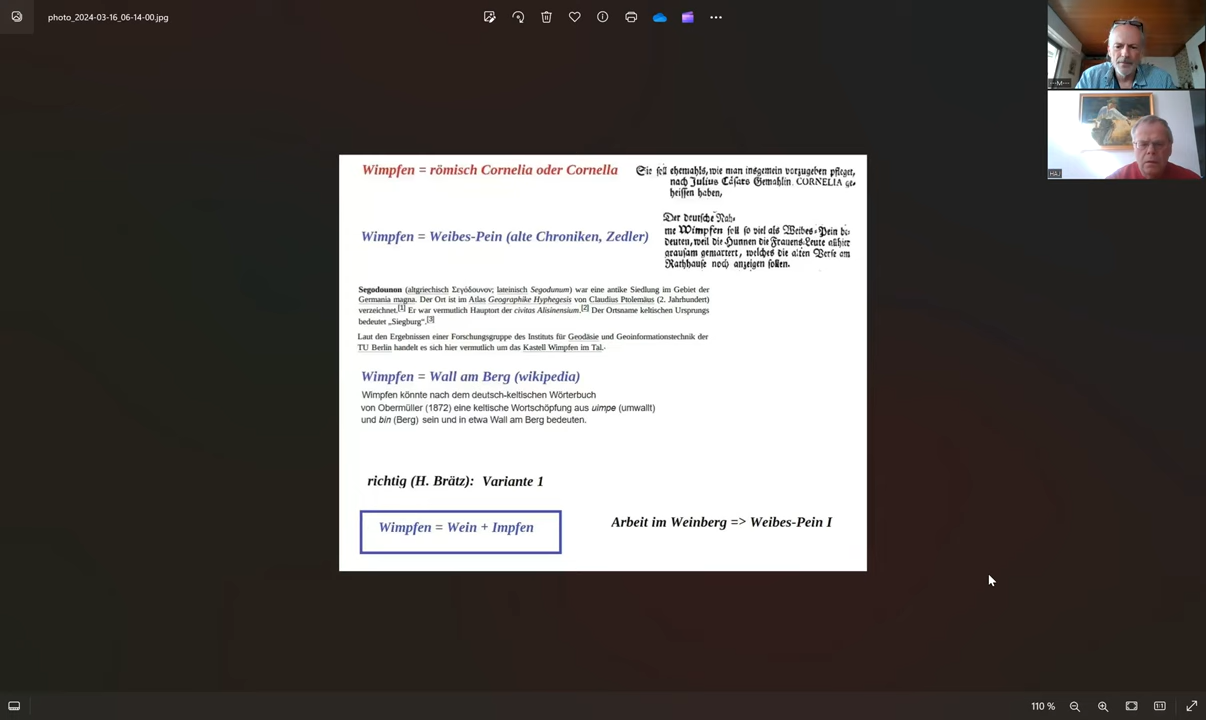 photo_2024-03-16_06-14-00.jpg
---M---
HAJ
Wimpfen = römisch Cornelia oder Cornella
Sie soll ehemahls, wie man insgemein vorzugeben pfleget,
nach Julius Cäsars Gemahlin. CORNELIA ge-
heissen haben,
Wimpfen = Weibes-Pein (alte Chroniken, Zedler)
Der deutsche Nah-
me Wimpfen soll so viel als Weibes-Pein bi-
deuten, weil die Hunnen die Frauens-Leute allhier
grausam gemartert, welches die alten Verse am
Rathhause noch anzeigen sollen.
Segodounon (altgriechisch Σεγόδουνον; lateinisch Segodunum) war eine antike Siedlung im Gebiet der
Germania magna. Der Ort ist im Atlas Geographike Hyphegesis von Claudius Ptolemäus (2. Jahrhundert)
verzeichnet.[1] Er war vermutlich Hauptort der civitas Alisinensium.[2] Der Ortsname keltischen Ursprungs
bedeutet „Siegburg“.[3]
Laut den Ergebnissen einer Forschungsgruppe des Instituts für Geodäsie und Geoinformationstechnik der
TU Berlin handelt es sich hier vermutlich um das Kastell Wimpfen im Tal.
Wimpfen = Wall am Berg (wikipedia)
Wimpfen könnte nach dem deutsch-keltischen Wörterbuch
von Obermüller (1872) eine keltische Wortschöpfung aus uimpe (umwallt)
und bin (Berg) sein und in etwa Wall am Berg bedeuten.
richtig (H. Brätz): Variante 1
Wimpfen = Wein + Impfen
Arbeit im Weinberg => Weibes-Pein I
110 %
1:1